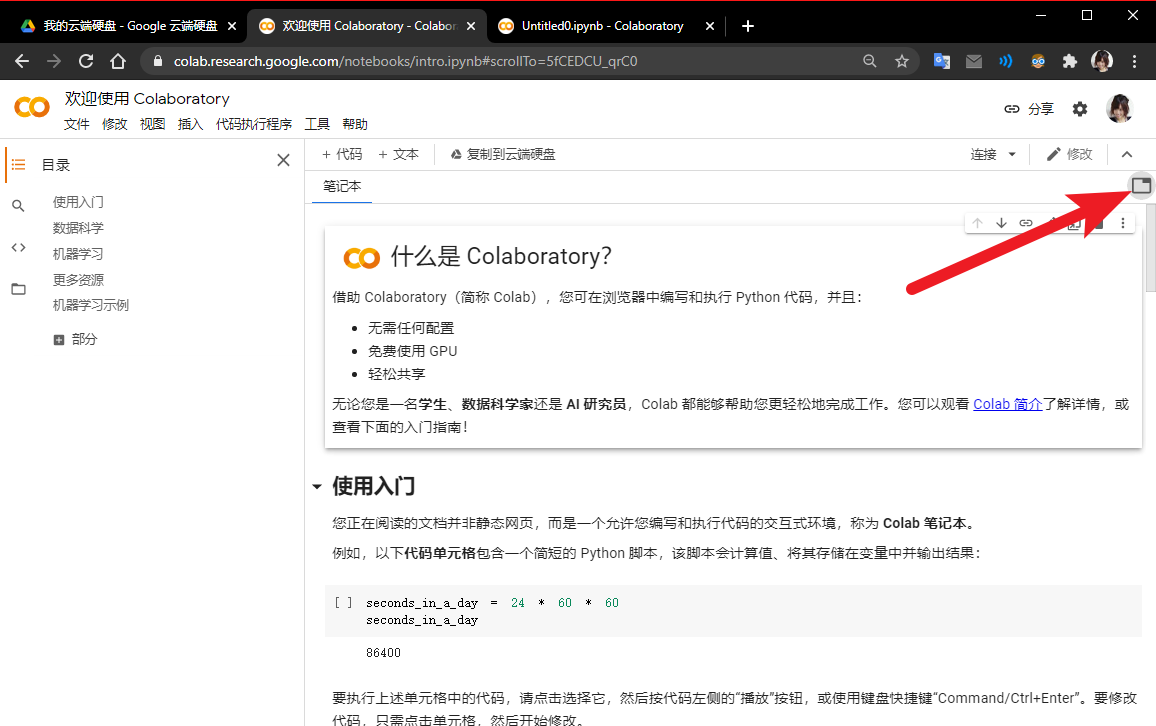 我的云端硬盘 - Google 云端硬盘
欢迎使用 Colaboratory - Colabor
Untitled0.ipynb - Colaboratory
colab.research.google.com/notebooks/intro.ipynb#scrollTo=5fCEDCU_qrC0
欢迎使用 Colaboratory
文件 修改 视图 插入 代码执行程序 工具 帮助
分享
目录
使用入门
数据科学
机器学习
更多资源
机器学习示例
部分
+ 代码 + 文本 复制到云端硬盘 连接 修改
笔记本
什么是 Colaboratory？
借助 Colaboratory（简称 Colab），您可在浏览器中编写和执行 Python 代码，并且：
• 无需任何配置
• 免费使用 GPU
• 轻松共享
无论您是一名学生、数据科学家还是 AI 研究员，Colab 都能够帮助您更轻松地完成工作。您可以观看 Colab 简介了解详情，或
查看下面的入门指南！
使用入门
您正在阅读的文档并非静态网页，而是一个允许您编写和执行代码的交互式环境，称为 Colab 笔记本。
例如，以下代码单元格包含一个简短的 Python 脚本，该脚本会计算值、将其存储在变量中并输出结果：
[ ] seconds_in_a_day = 24 * 60 * 60
seconds_in_a_day
86400
要执行上述单元格中的代码，请点击选择它，然后按代码左侧的“播放”按钮，或使用键盘快捷键“Command/Ctrl+Enter”。要修改
代码，只需点击单元格，然后开始修改。